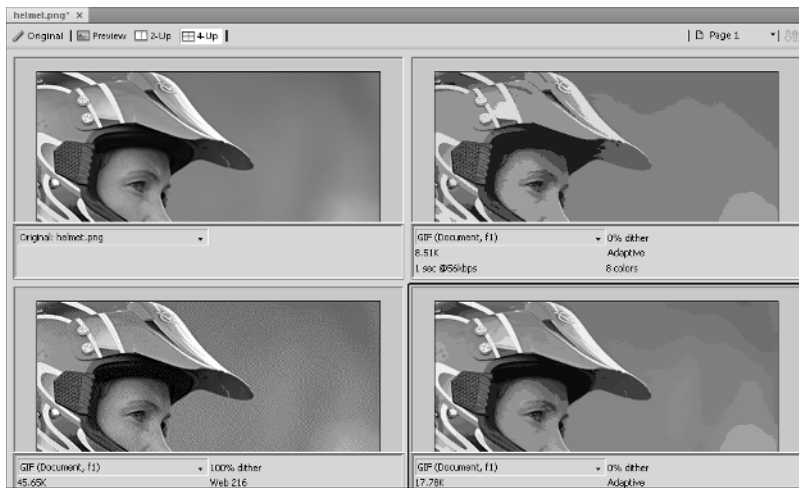 helmet.png* ×
Original Preview 2-Up 4-Up Page 1
Original: helmet.png
GIF (Document, f1) 0% dither
8.51K Adaptive
1 sec @56kbps 8 colors
GIF (Document, f1) 100% dither
45.65K Web 216
GIF (Document, f1) 0% dither
17.78K Adaptive